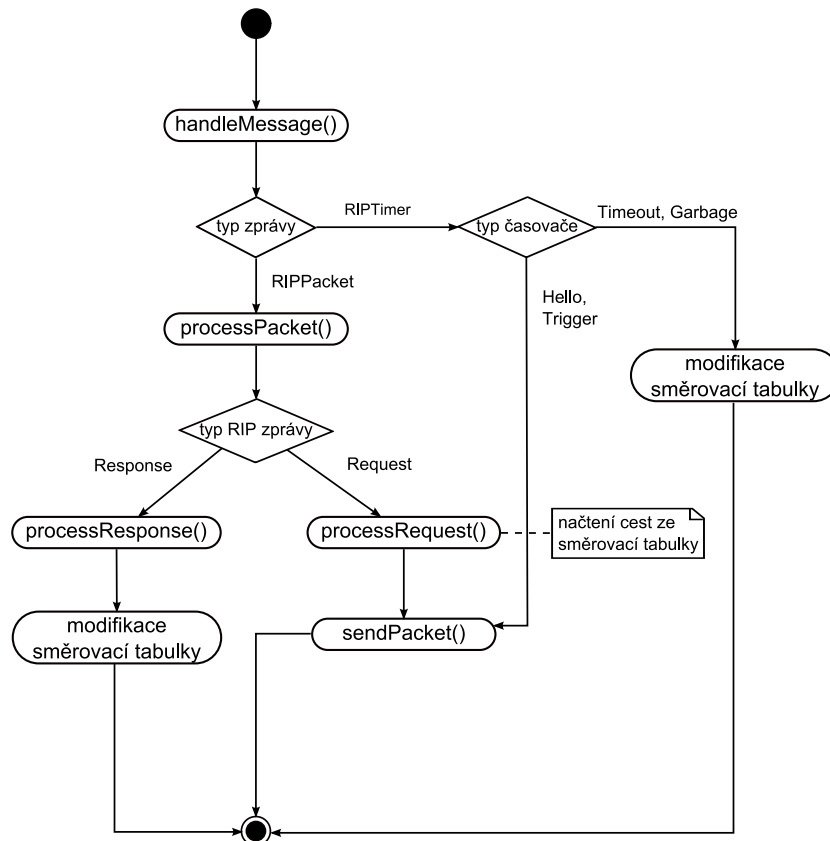 handleMessage()
typ zprávy
RIPTimer
typ časovače
Timeout, Garbage
RIPPacket
Hello,
Trigger
processPacket()
modifikace
směrovací tabulky
typ RIP zprávy
Response
Request
processResponse()
processRequest()
načtení cest ze
směrovací tabulky
modifikace
směrovací tabulky
sendPacket()